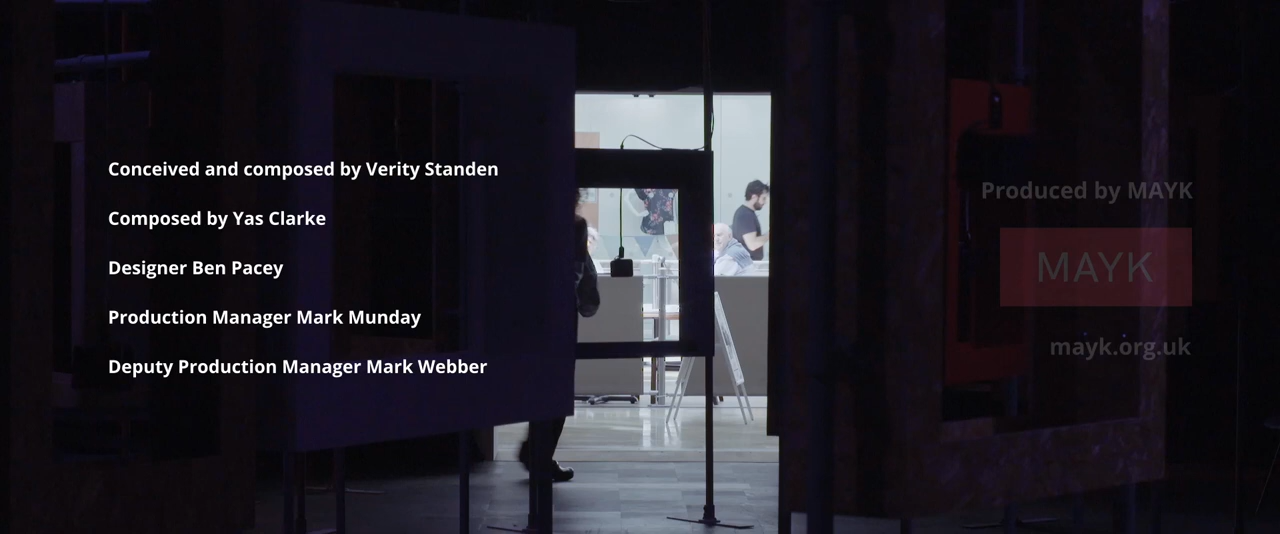 Conceived and composed by Verity Standen
Composed by Yas Clarke
Designer Ben Pacey
Production Manager Mark Munday
Deputy Production Manager Mark Webber
Produced by MAYK
MAYK
mayk.org.uk